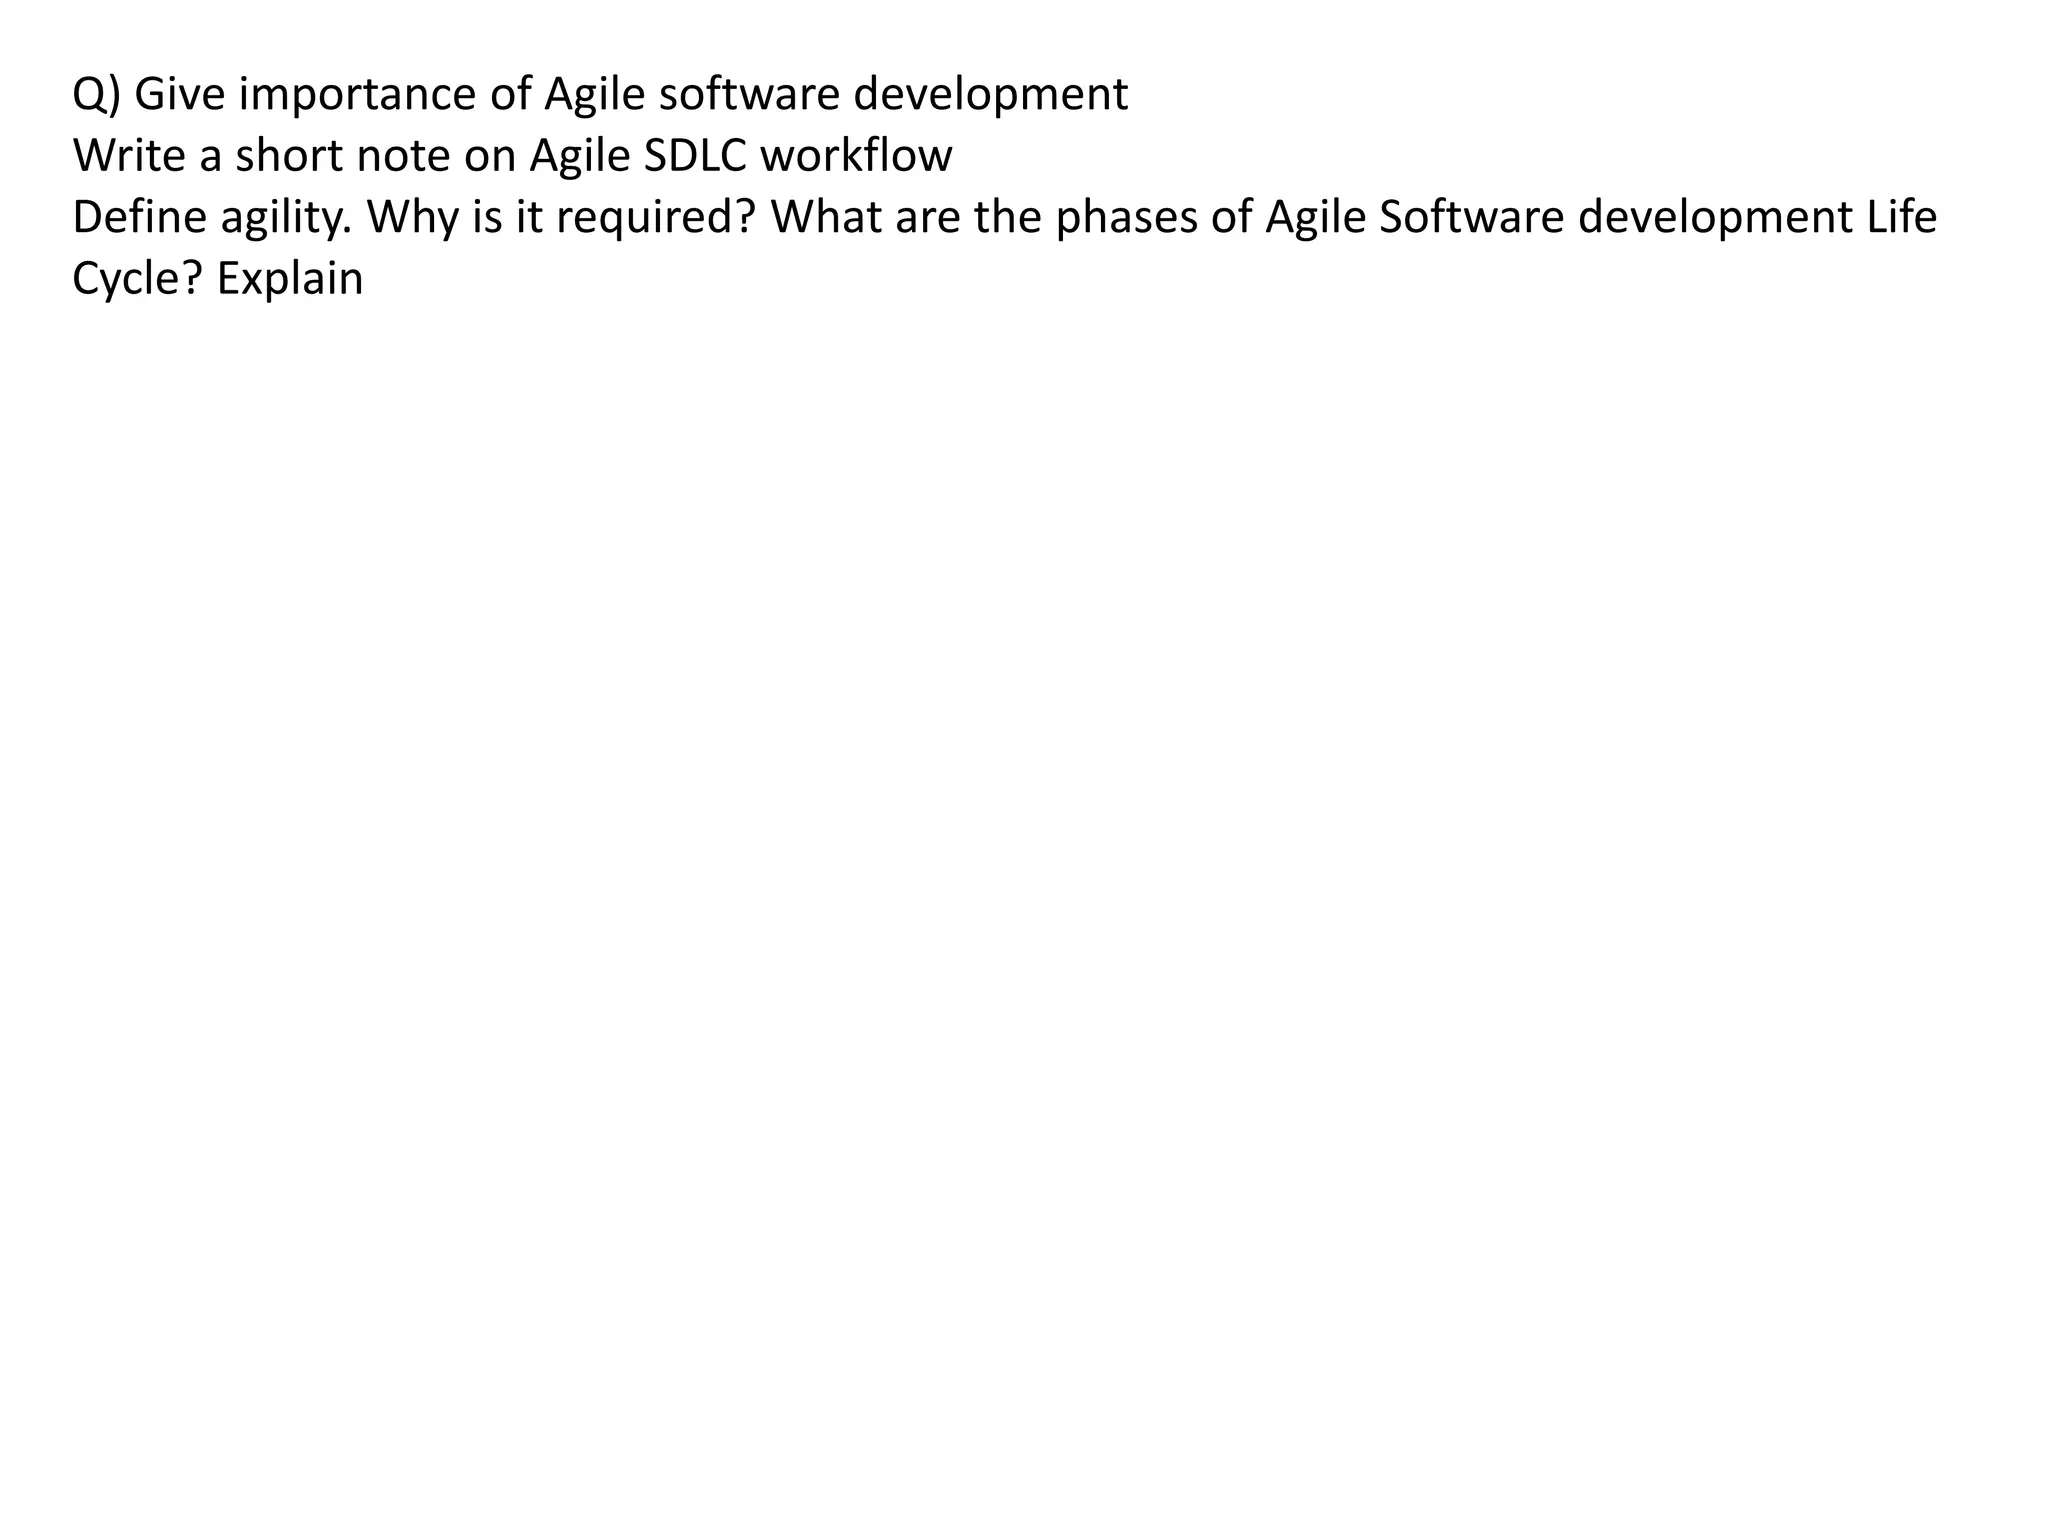 Q) Give importance of Agile software development
Write a short note on Agile SDLC workflow
Define agility. Why is it required? What are the phases of Agile Software development Life
Cycle? Explain